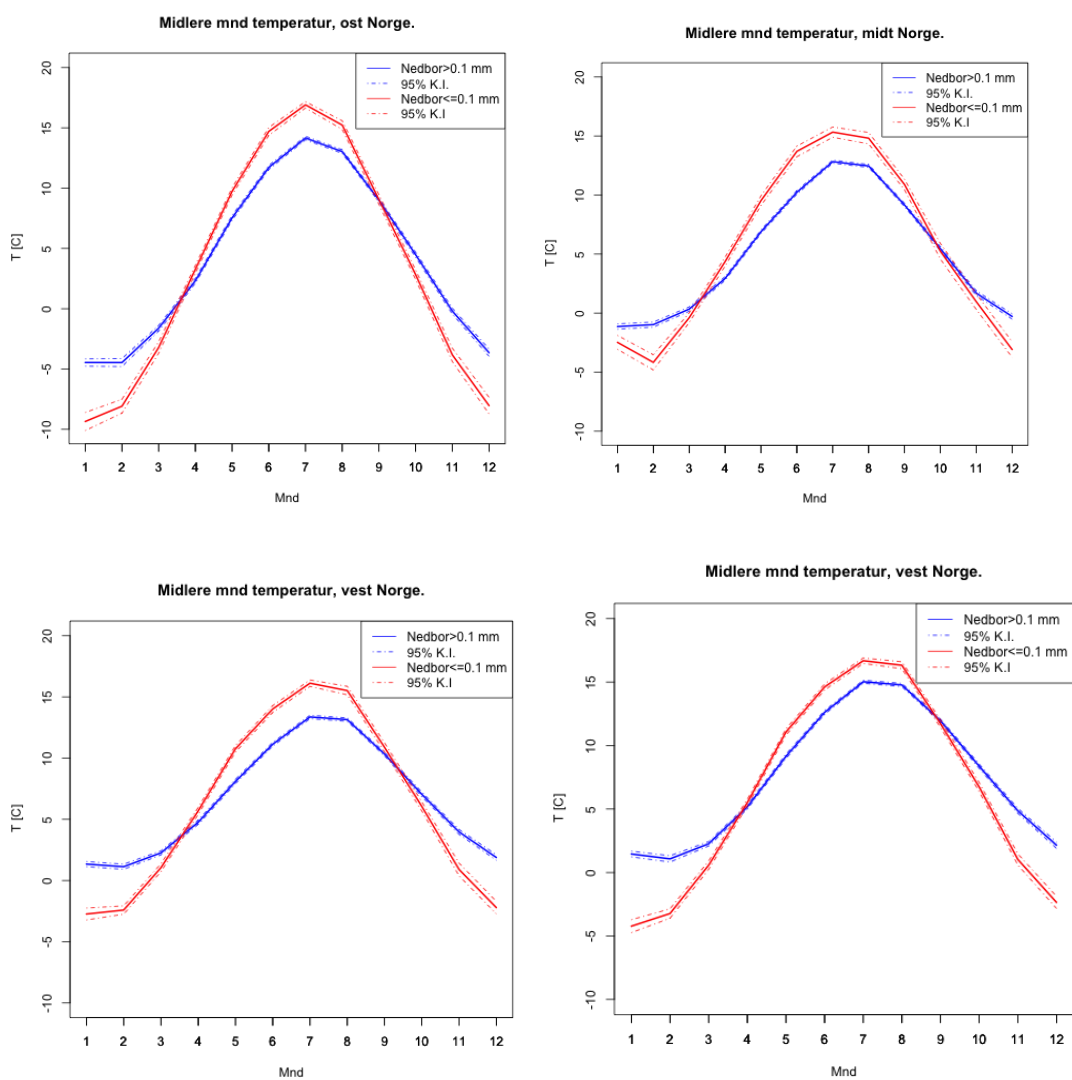 Midlere mnd temperatur, ost Norge.
Nedbor>0.1 mm
95% K.I.
Nedbor<=0.1 mm
95% K.I
T [C]
20
15
10
5
0
-5
-10
1 2 3 4 5 6 7 8 9 10 11 12
Mnd
Midlere mnd temperatur, midt Norge.
Nedbor>0.1 mm
95% K.I.
Nedbor<=0.1 mm
95% K.I
T [C]
20
15
10
5
0
-5
-10
1 2 3 4 5 6 7 8 9 10 11 12
Mnd
Midlere mnd temperatur, vest Norge.
Nedbor>0.1 mm
95% K.I.
Nedbor<=0.1 mm
95% K.I
T [C]
20
15
10
5
0
-5
-10
1 2 3 4 5 6 7 8 9 10 11 12
Mnd
Midlere mnd temperatur, vest Norge.
Nedbor>0.1 mm
95% K.I.
Nedbor<=0.1 mm
95% K.I
T [C]
20
15
10
5
0
-5
-10
1 2 3 4 5 6 7 8 9 10 11 12
Mnd